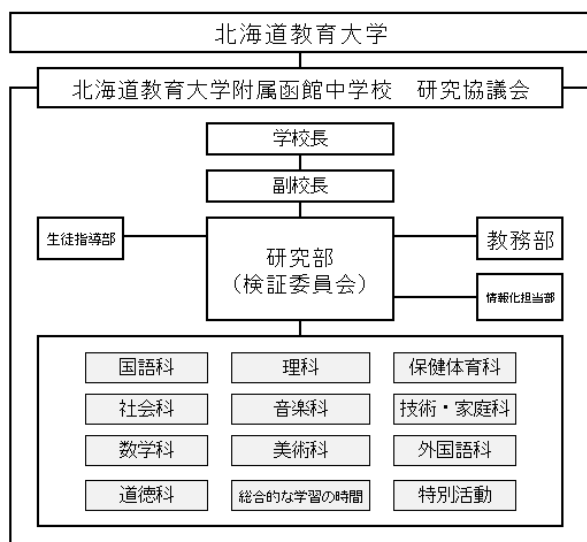 北海道教育大学
北海道教育大学附属函館中学校　研究協議会
学校長
副校長
生徒指導部
研究部
（検証委員会）
教務部
情報化担当部
国語科
理科
保健体育科
社会科
音楽科
技術・家庭科
数学科
美術科
外国語科
道徳科
総合的な学習の時間
特別活動